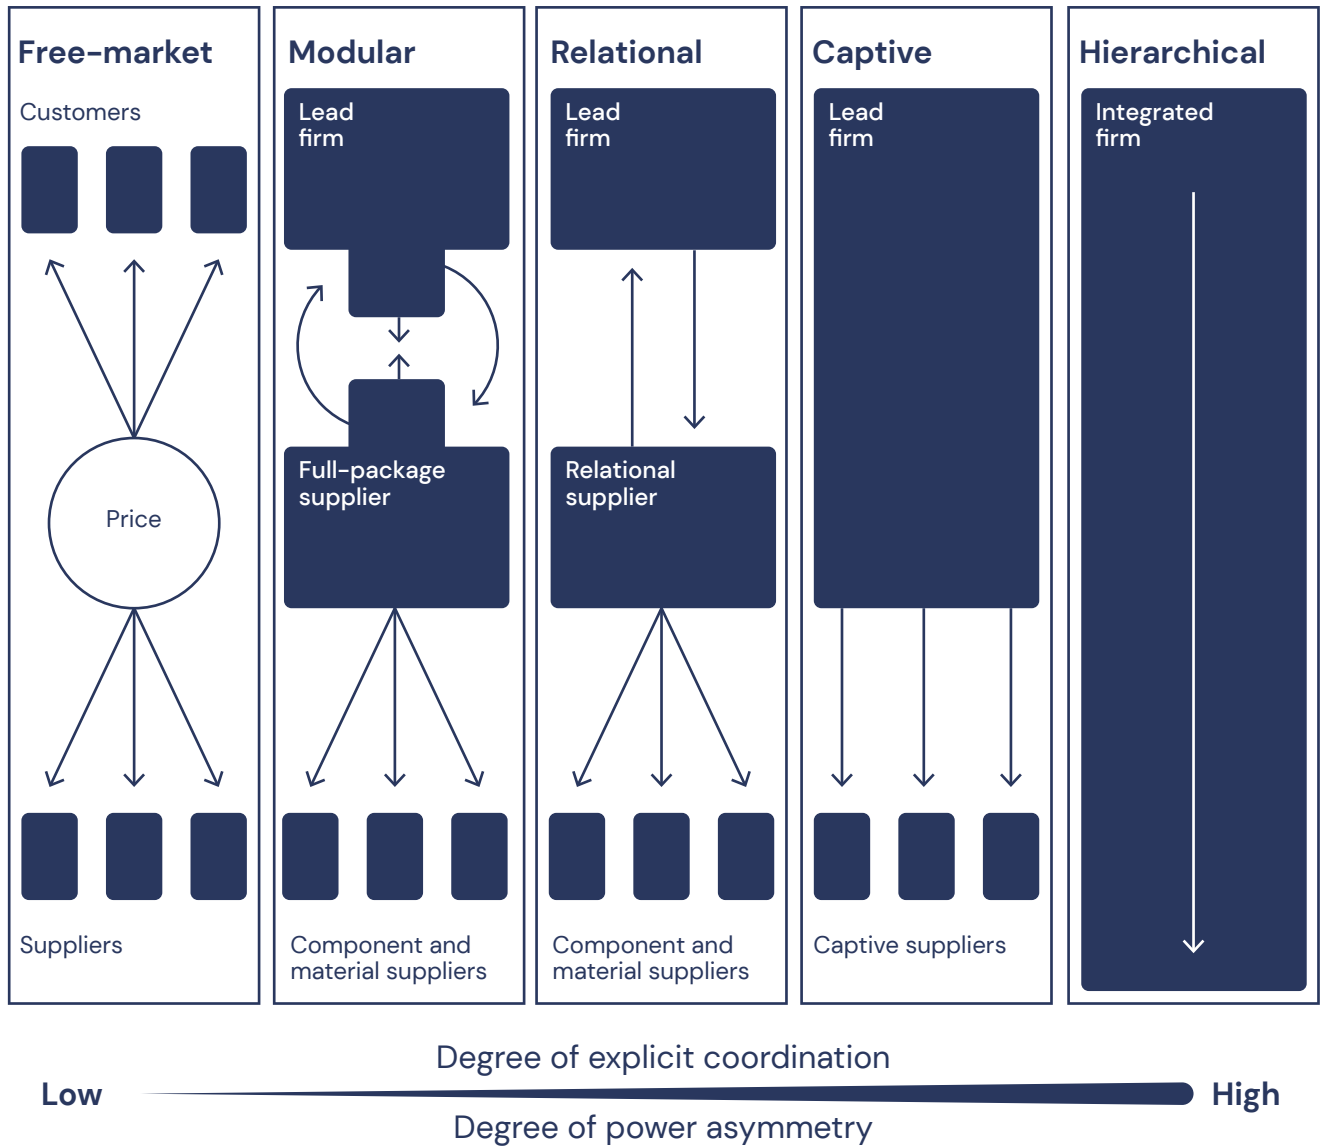 Free-market
Customers
Price
Suppliers
Modular
Lead
firm
Full-package
supplier
Component and
material suppliers
Relational
Lead
firm
Relational
supplier
Component and
material suppliers
Captive
Lead
firm
Captive suppliers
Hierarchical
Integrated
firm
Degree of explicit coordination
Low
High
Degree of power asymmetry